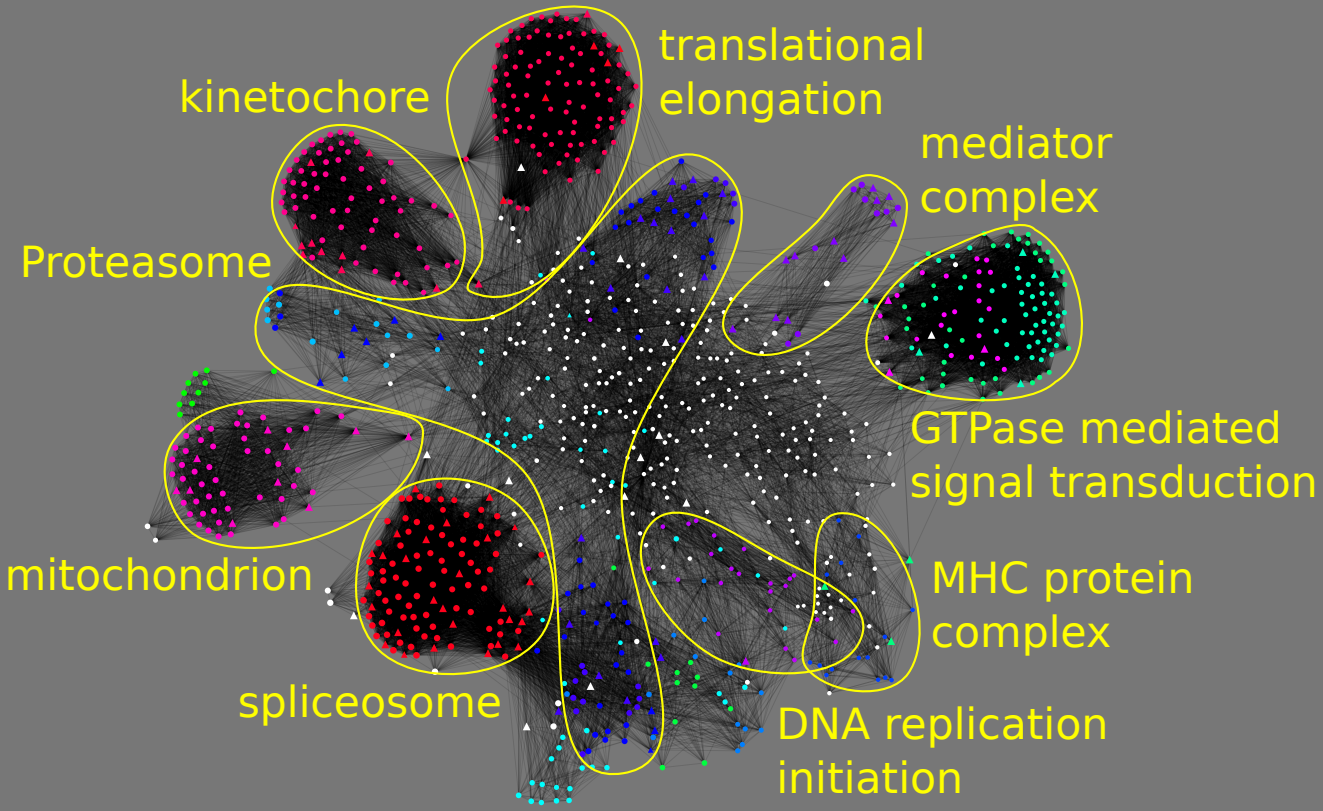 translational
elongation
kinetochore
mediator
complex
Proteasome
GTPase mediated
signal transduction
mitochondrion
MHC protein
complex
spliceosome
DNA replication
initiation